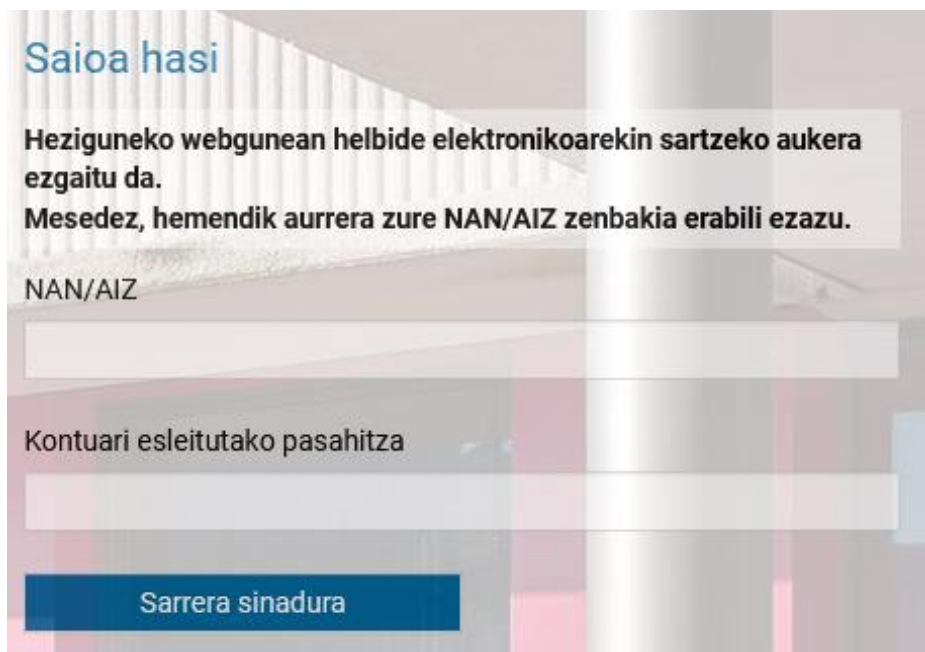 Saioa hasi
Heziguneko webgunean helbide elektronikoarekin sartzeko aukera
ezgaitu da.
Mesedez, hemendik aurrera zure NAN/AIZ zenbakia erabili ezazu.
NAN/AIZ
Kontuari esleitutako pasahitza
Sarrera sinadura